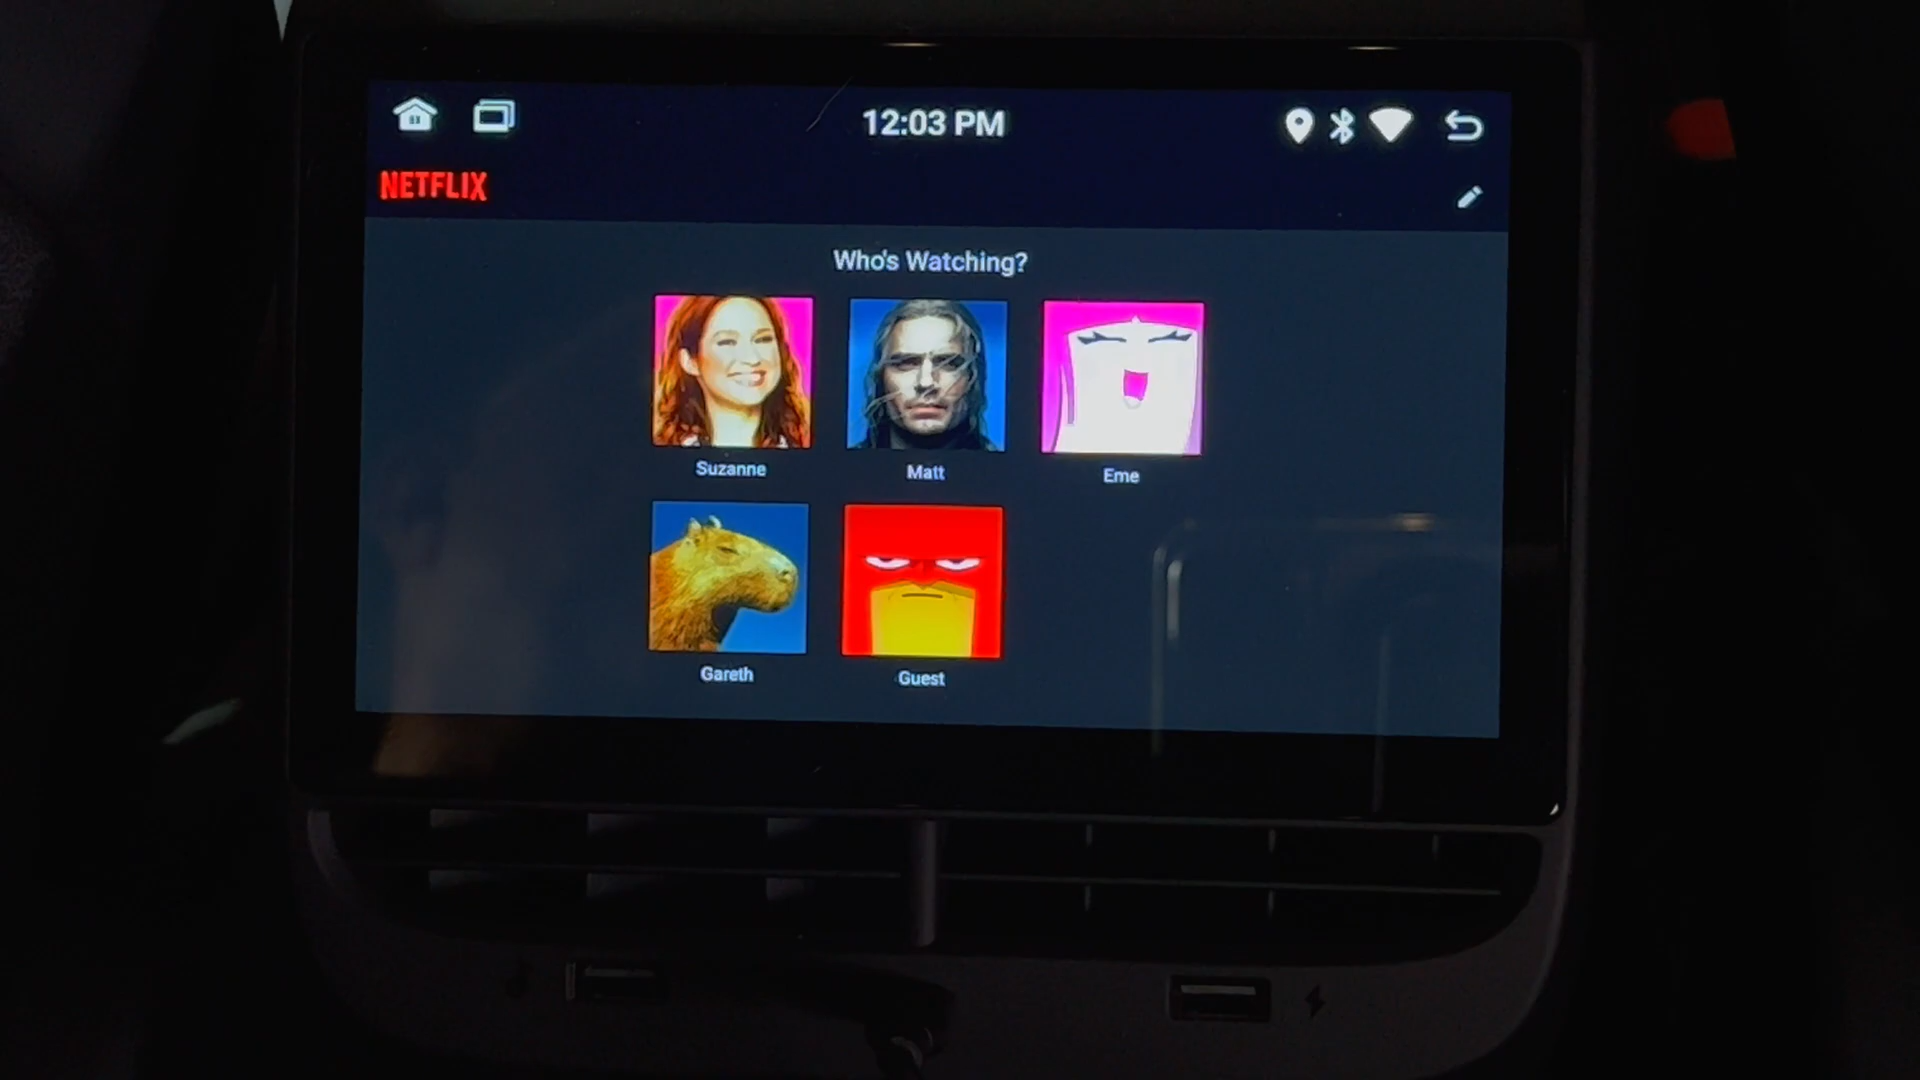 12:03 PM
NETFLIX
Who's Watching?
Suzanne
Matt
Eme
Gareth
Guest